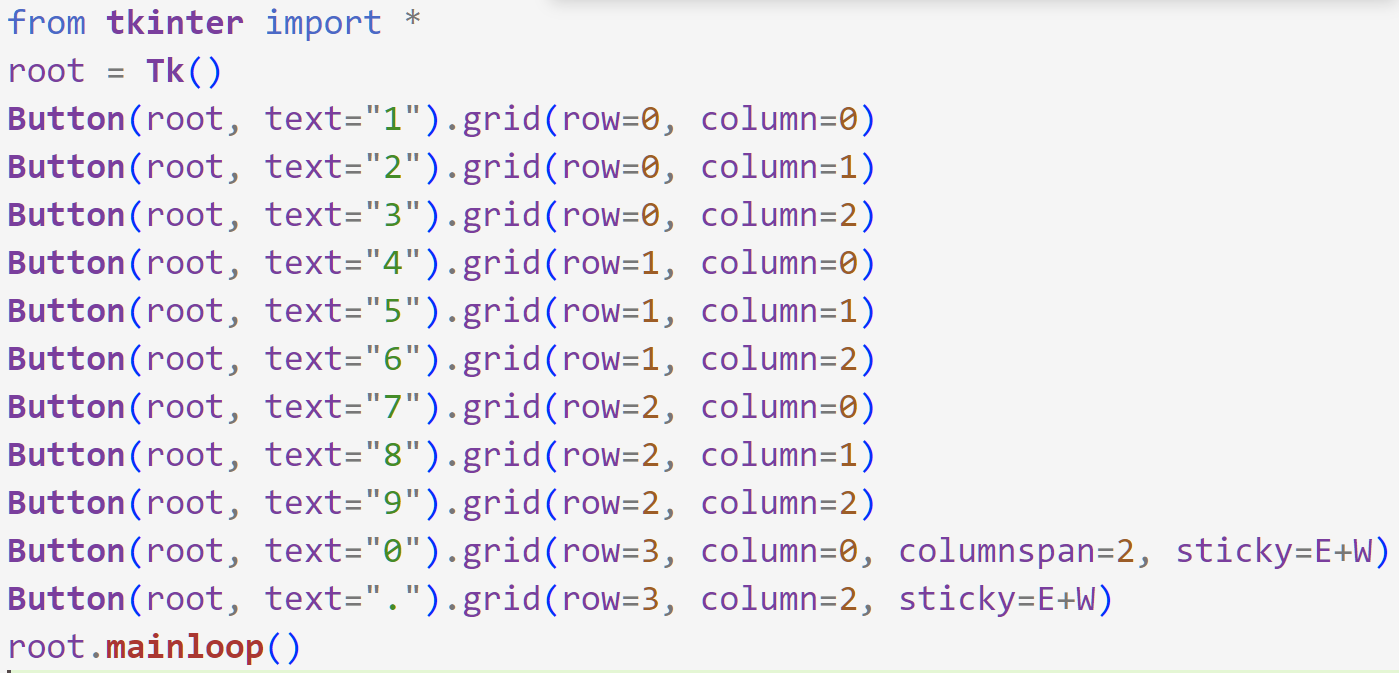 from tkinter import *
root = Tk()
Button(root, text="1").grid(row=0, column=0)
Button(root, text="2").grid(row=0, column=1)
Button(root, text="3").grid(row=0, column=2)
Button(root, text="4").grid(row=1, column=0)
Button(root, text="5").grid(row=1, column=1)
Button(root, text="6").grid(row=1, column=2)
Button(root, text="7").grid(row=2, column=0)
Button(root, text="8").grid(row=2, column=1)
Button(root, text="9").grid(row=2, column=2)
Button(root, text="0").grid(row=3, column=0, columnspan=2, sticky=E+W)
Button(root, text=".").grid(row=3, column=2, sticky=E+W)
root.mainloop()